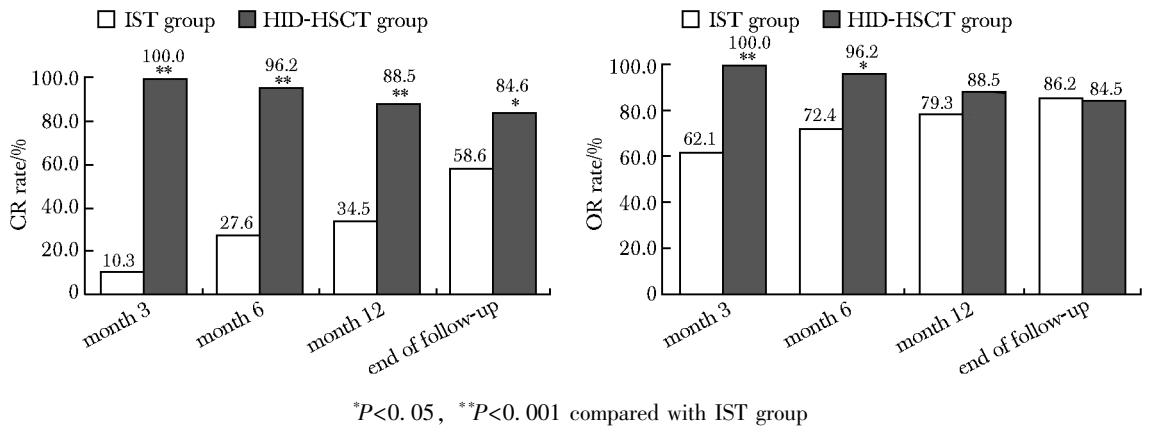 IST group HID-HSCT group
CR rate/%
100.0
80.0
60.0
40.0
20.0
0
10.3
100.0
**
27.6
96.2
**
34.5
88.5
**
58.6
84.6
*
month 3
month 6
month 12
end of follow-up
IST group HID-HSCT group
OR rate/%
100.0
80.0
60.0
40.0
20.0
0
62.1
100.0
**
72.4
96.2
*
79.3
88.5
86.2
84.5
month 3
month 6
month 12
end of follow-up
*P<0. 05, **P<0. 001 compared with IST group